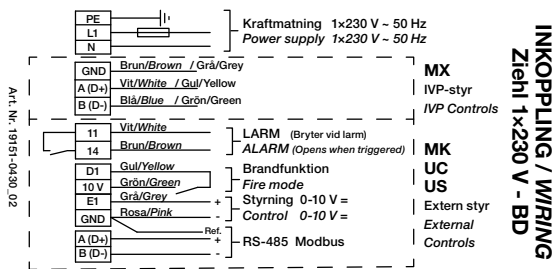 INKOPPLING / WIRING
Ziehl 1×230 V - BD
PE
L1
N
Kraftmatning 1×230 V ~ 50 Hz
Power supply 1×230 V ~ 50 Hz
GND Brun/Brown / Grå/Grey
A (D+) Vit/White / Gul/Yellow
B (D-) Blå/Blue / Grön/Green
MX
IVP-styr
IVP Controls
11 Vit/White
14 Brun/Brown
LARM (Bryter vid larm)
ALARM (Opens when triggered)
D1 Gul/Yellow
10 V Grön/Green
Brandfunktion
Fire mode
E1 Grå/Grey +
GND Rosa/Pink -
Styrning 0-10 V =
Control 0-10 V =
Ref.
A (D+) +
B (D-) -
RS-485 Modbus
MK
UC
US
Extern styr
External
Controls
Art. Nr. 19151-0430_02